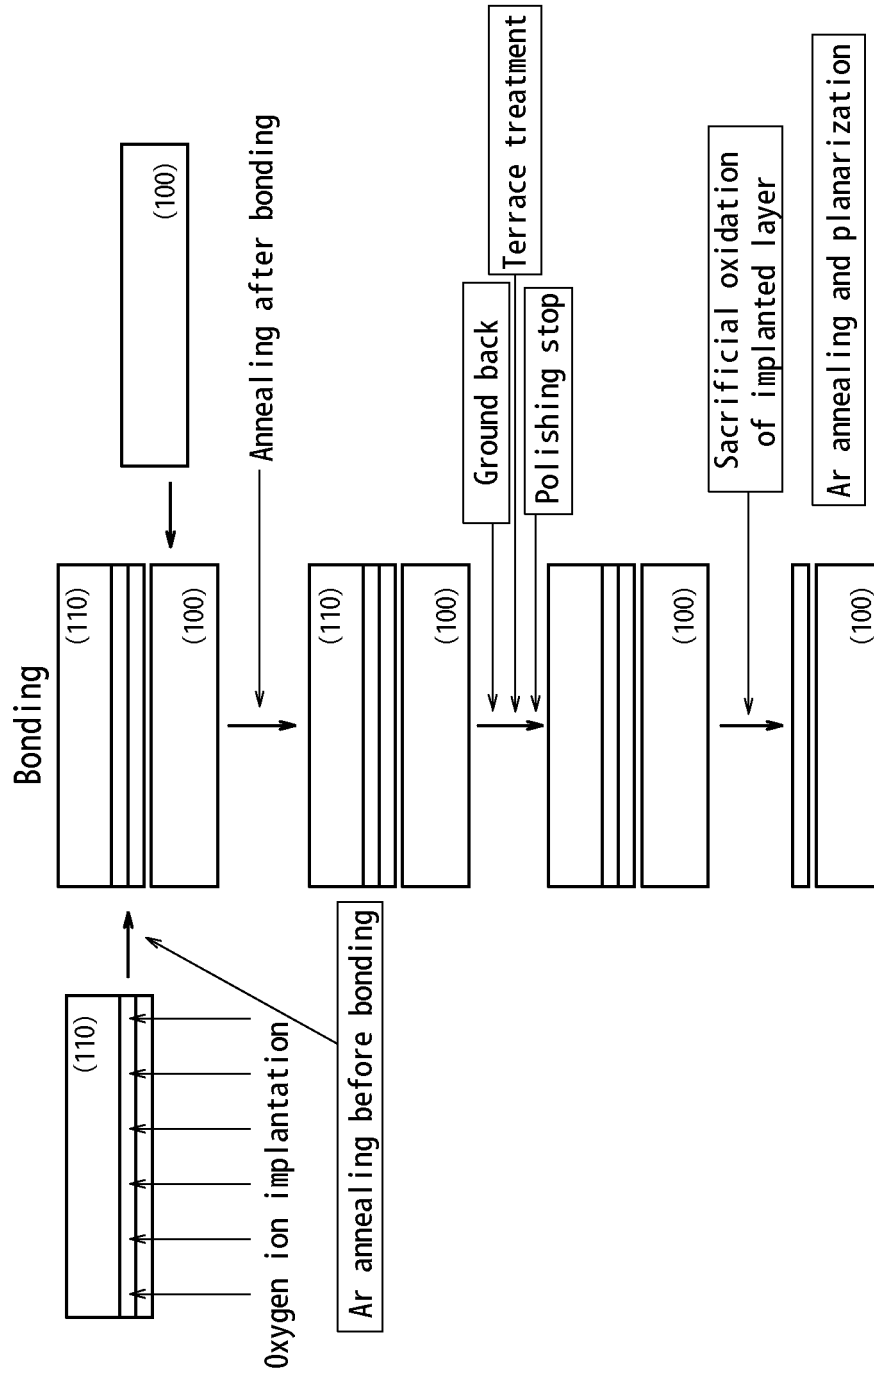 Bonding
(110)
(110)
(100)
(100)
Oxygen ion implantation
Annealing after bonding
Ar annealing before bonding
(110)
(100)
Ground back
Terrace treatment
Polishing stop
(100)
Sacrificial oxidation
of implanted layer
(100)
Ar annealing and planarization